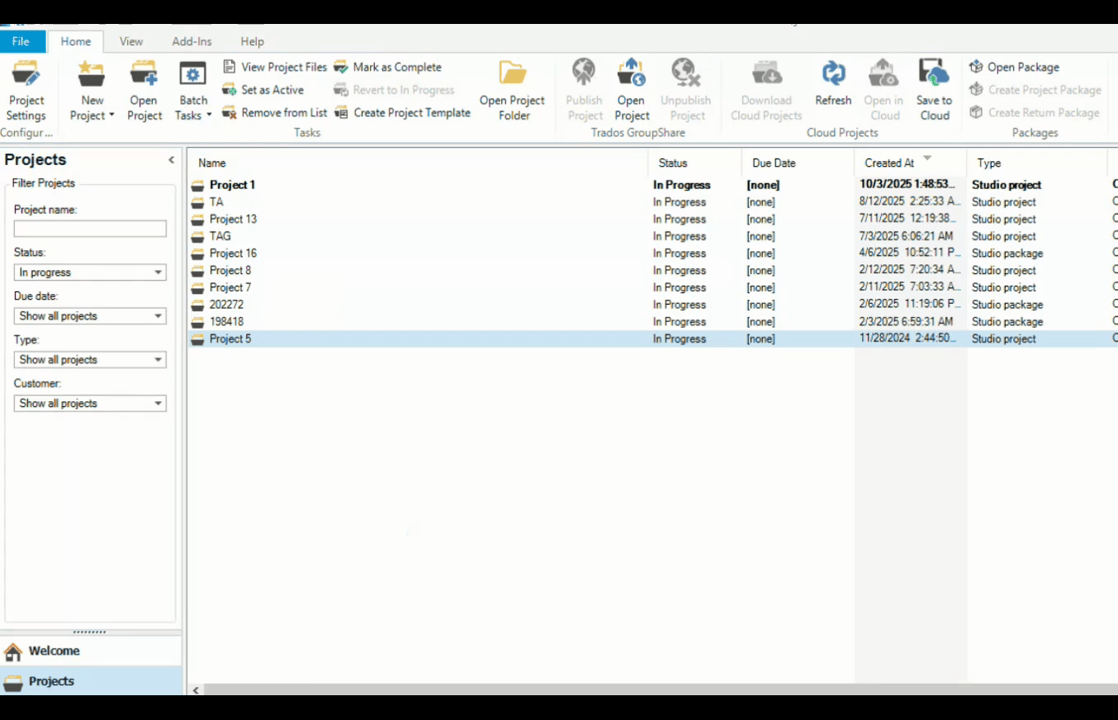 File Home View Add-Ins Help
Project Settings
New Project
Open Project
Batch Tasks
View Project Files
Set as Active
Remove from List
Mark as Complete
Revert to In Progress
Create Project Template
Open Project Folder
Publish Project
Open Project
Unpublish Project
Download Cloud Projects
Refresh
Open in Cloud
Save to Cloud
Open Package
Create Project Package
Create Return Package
Configur... Tasks Trados GroupShare Cloud Projects Packages
Projects
Filter Projects
Project name:
Status:
In progress
Due date:
Show all projects
Type:
Show all projects
Customer:
Show all projects
Welcome
Projects
Name Status Due Date Created At Type
Project 1 In Progress [none] 10/3/2025 1:48:53... Studio project
TA In Progress [none] 8/12/2025 2:25:33 A... Studio project
Project 13 In Progress [none] 7/11/2025 12:19:38... Studio project
TAG In Progress [none] 7/3/2025 6:06:21 AM Studio project
Project 16 In Progress [none] 4/6/2025 10:52:11 P... Studio package
Project 8 In Progress [none] 2/12/2025 7:20:34 A... Studio project
Project 7 In Progress [none] 2/11/2025 7:03:33 A... Studio project
202272 In Progress [none] 2/6/2025 11:19:06 P... Studio package
198418 In Progress [none] 2/3/2025 6:59:31 AM Studio package
Project 5 In Progress [none] 11/28/2024 2:44:50... Studio project